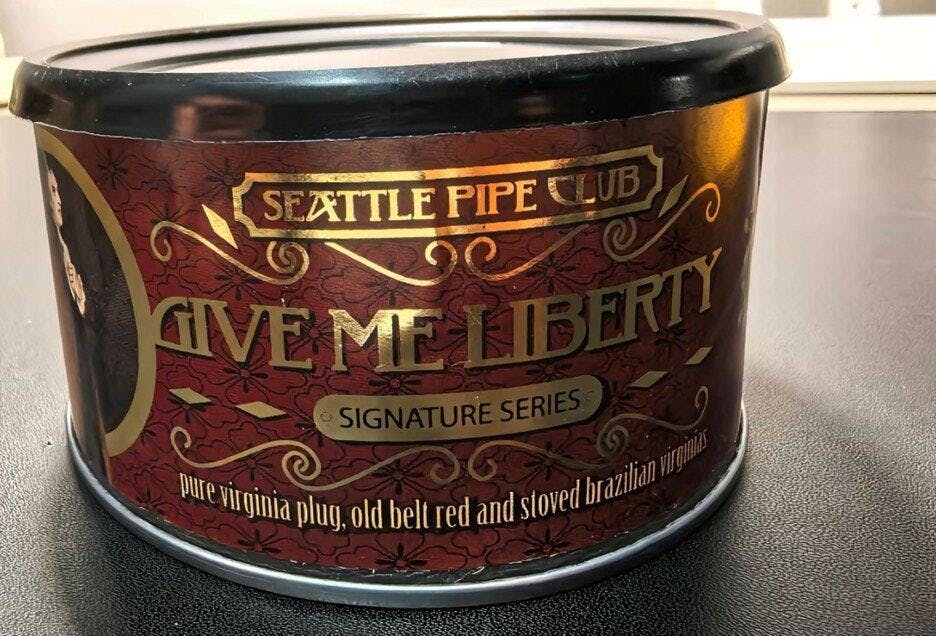 SEATTLE PIPE CLUB
GIVE ME LIBERTY
SIGNATURE SERIES
pure virginia plug, old belt red and stoved brazilian virginias